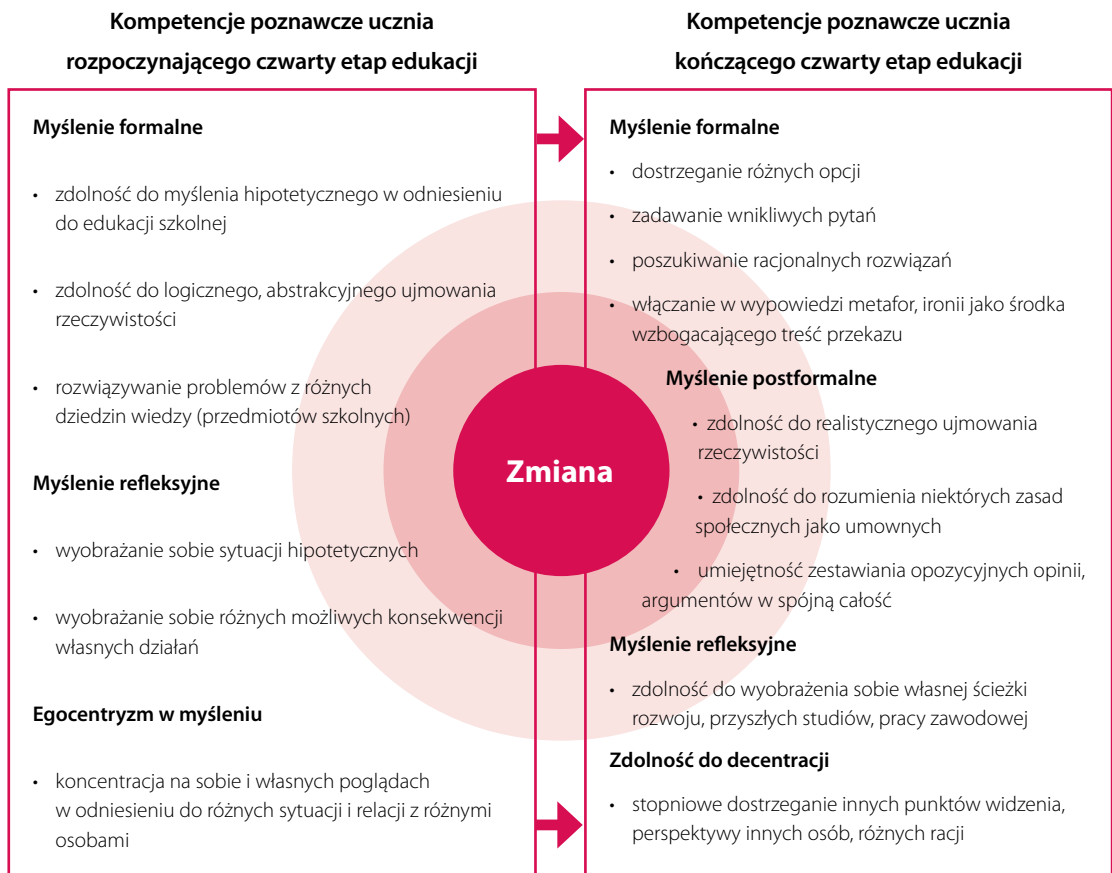 Kompetencje poznawcze ucznia
rozpoczynającego czwarty etap edukacji
Myślenie formalne
• zdolność do myślenia hipotetycznego w odniesieniu
do edukacji szkolnej
• zdolność do logicznego, abstrakcyjnego ujmowania
rzeczywistości
• rozwiązywanie problemów z różnych
dziedzin wiedzy (przedmiotów szkolnych)
Myślenie refleksyjne
• wyobrażanie sobie sytuacji hipotetycznych
• wyobrażanie sobie różnych możliwych konsekwencji
własnych działań
Egocentryzm w myśleniu
• koncentracja na sobie i własnych poglądach
w odniesieniu do różnych sytuacji i relacji z różnymi
osobami
Zmiana
Kompetencje poznawcze ucznia
kończącego czwarty etap edukacji
Myślenie formalne
• dostrzeganie różnych opcji
• zadawanie wnikliwych pytań
• poszukiwanie racjonalnych rozwiązań
• włączanie w wypowiedzi metafor, ironii jako środka
wzbogacającego treść przekazu
Myślenie postformalne
• zdolność do realistycznego ujmowania
rzeczywistości
• zdolność do rozumienia niektórych zasad
społecznych jako umownych
• umiejętność zestawiania opozycyjnych opinii,
argumentów w spójną całość
Myślenie refleksyjne
• zdolność do wyobrażenia sobie własnej ścieżki
rozwoju, przyszłych studiów, pracy zawodowej
Zdolność do decentracji
• stopniowe dostrzeganie innych punktów widzenia,
perspektywy innych osób, różnych racji